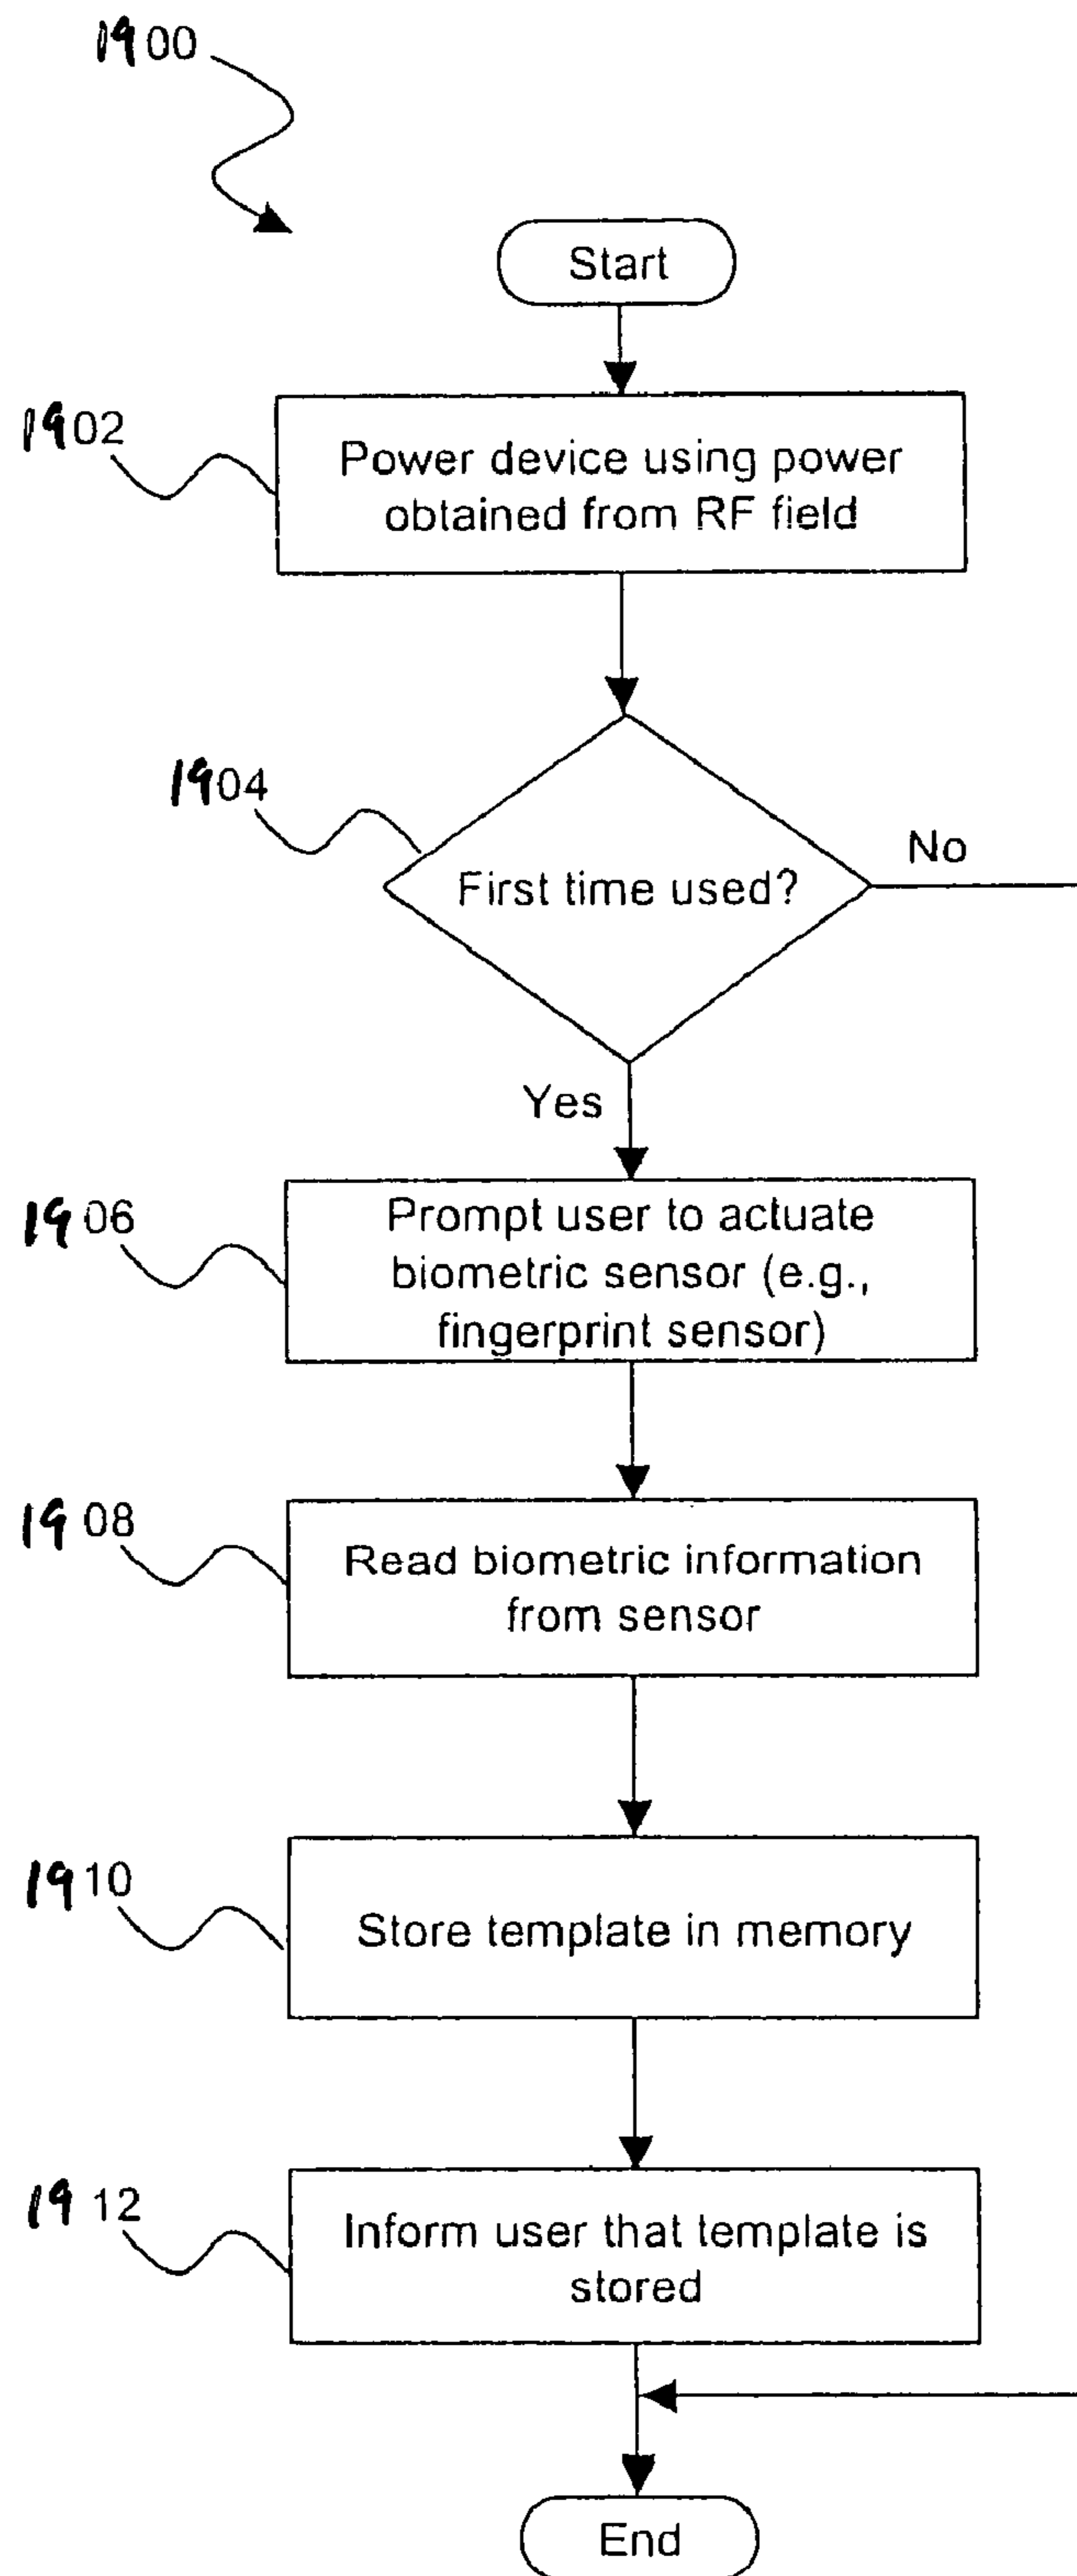 1900
Start
1902
Power device using power
obtained from RF field
1904
First time used?
No
Yes
1906
Prompt user to actuate
biometric sensor (e.g.,
fingerprint sensor)
1908
Read biometric information
from sensor
1910
Store template in memory
1912
Inform user that template is
stored
End